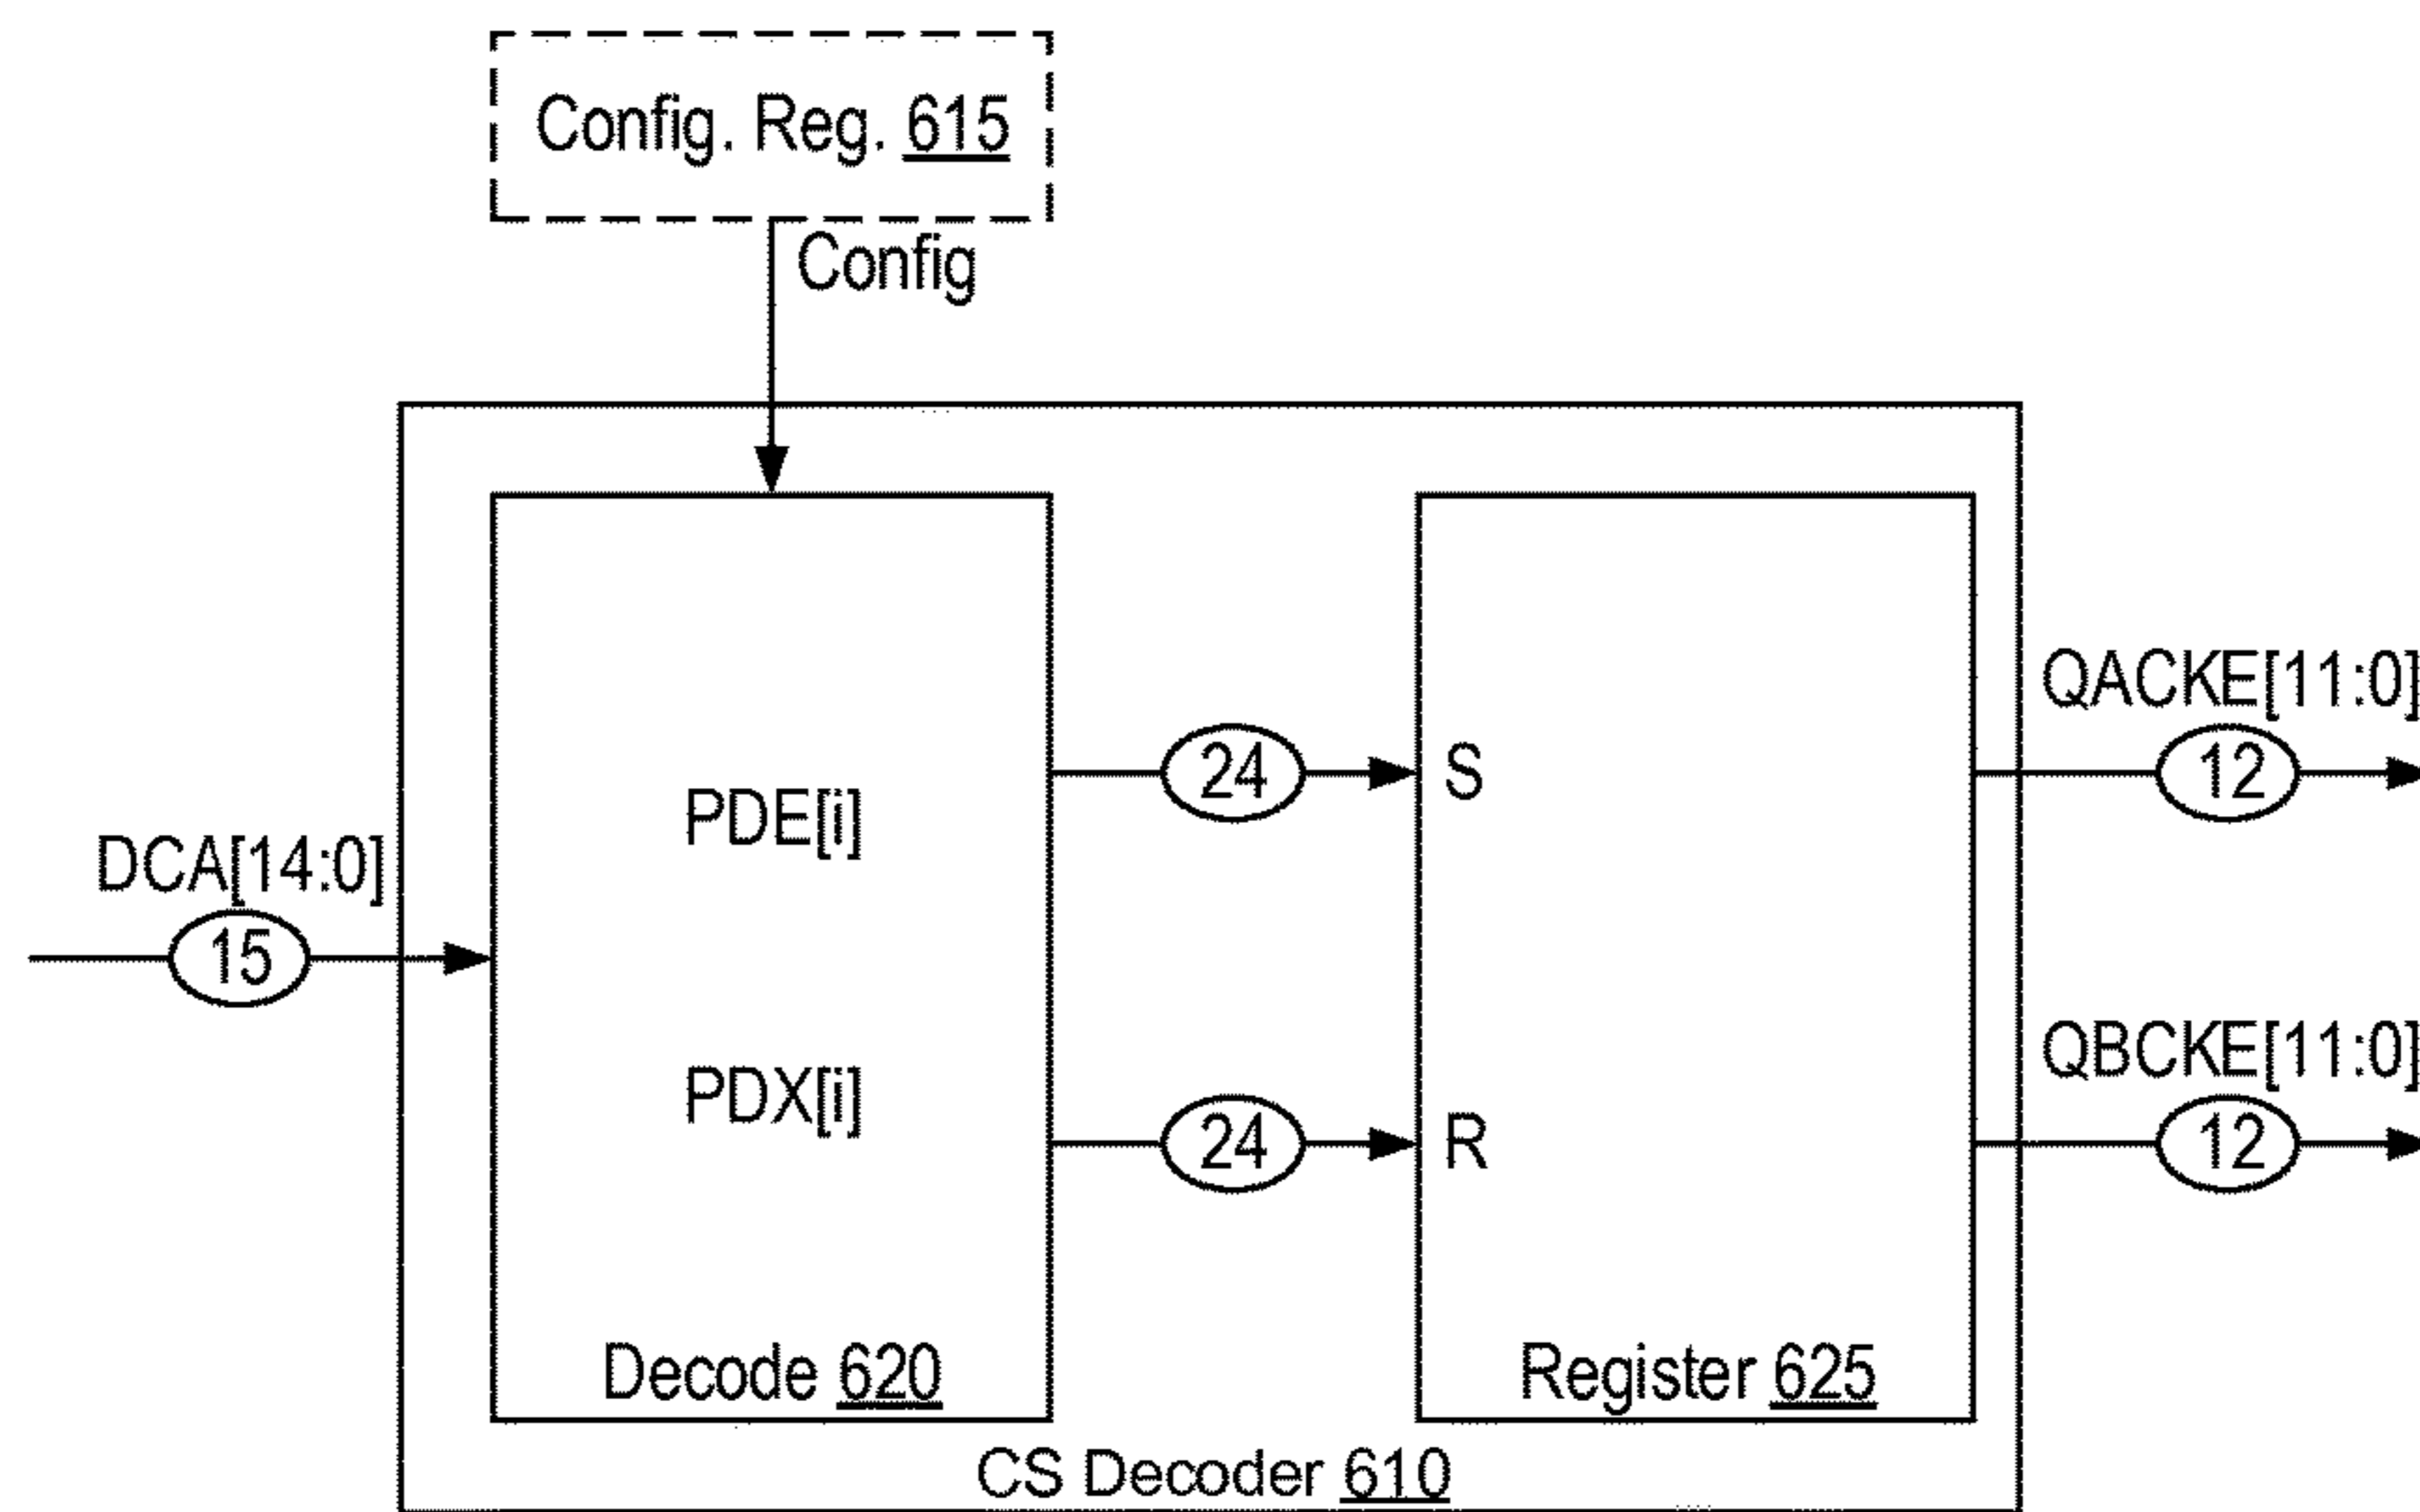 Config. Reg. 615
Config
QACKE[11:0]
12
24
S
PDE[i]
DCA[14:0]
15
QBCKE[11:0]
12
PDX[i]
24
R
Decode 620
Register 625
CS Decoder 610